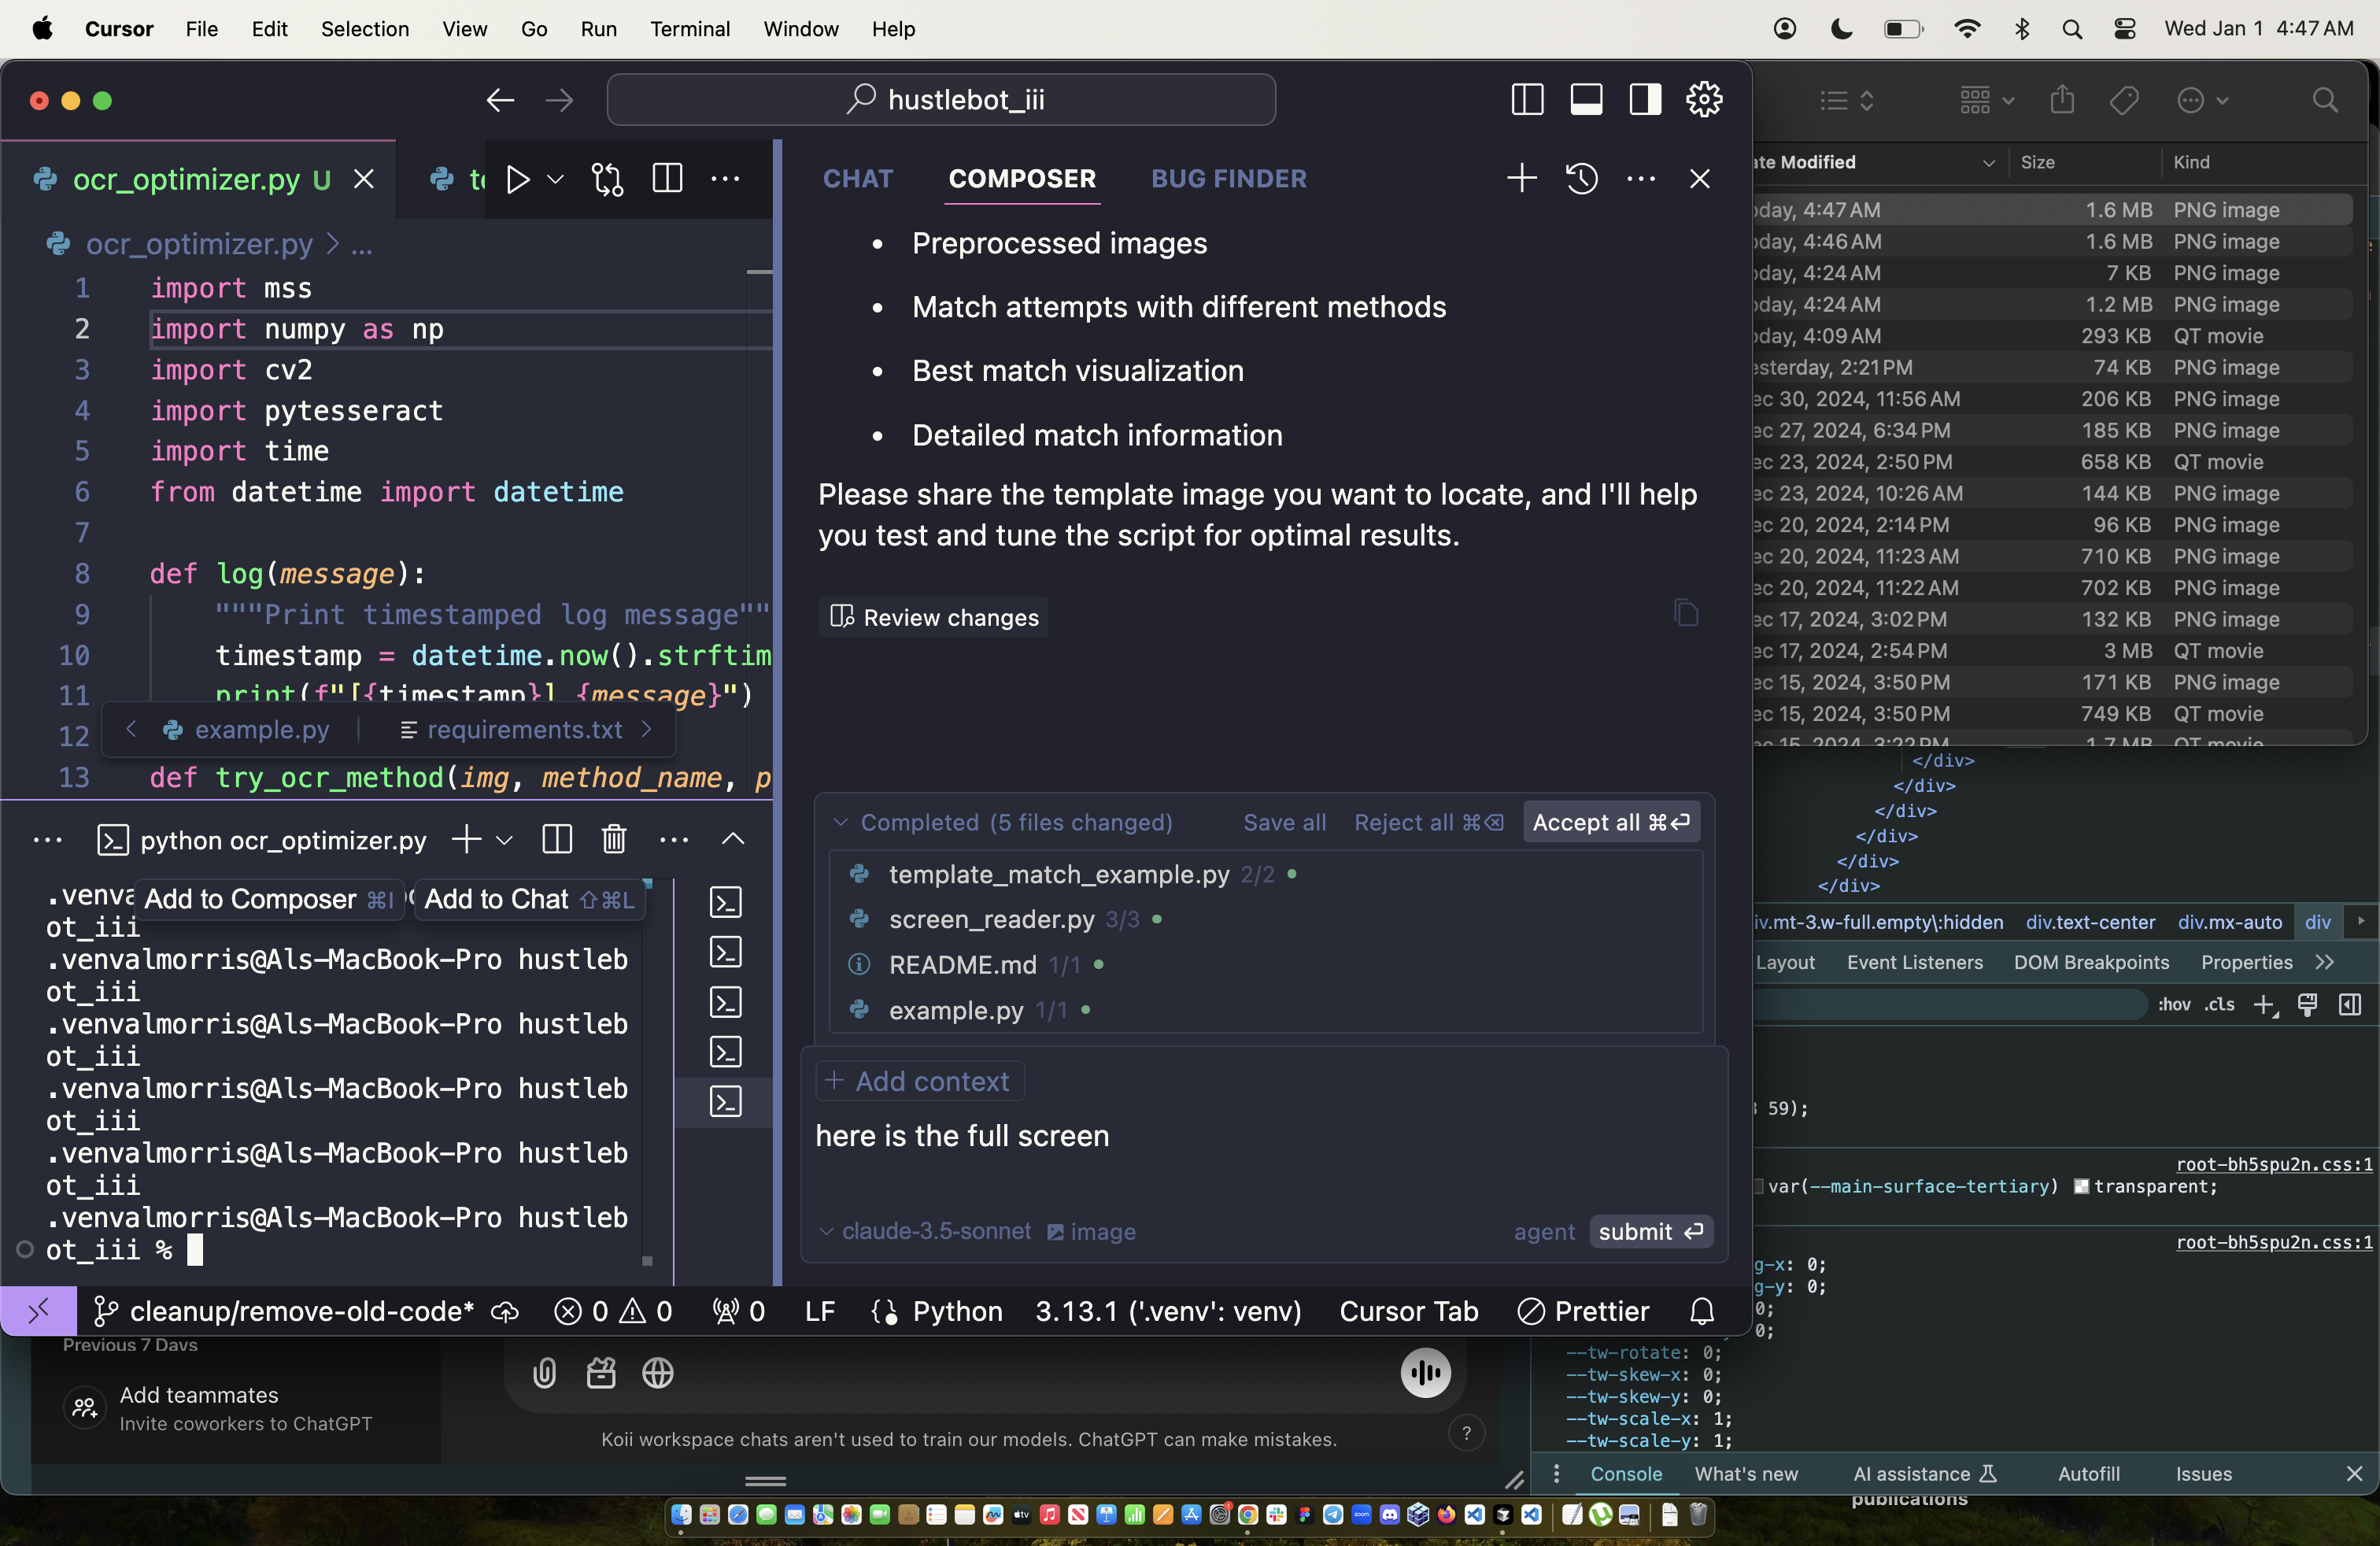 Cursor File Edit Selection View Go Run Terminal Window Help
Wed Jan 1 4:47 AM
hustlebot_iii
ocr_optimizer.py U
CHAT COMPOSER BUG FINDER
ocr_optimizer.py > ...
1 import mss
2 import numpy as np
3 import cv2
4 import pytesseract
5 import time
6 from datetime import datetime
7
8 def log(message):
9 """Print timestamped log message""
10 timestamp = datetime.now().strftim
11 print(f"[{timestamp}] {message}")
12
example.py requirements.txt
13 def try_ocr_method(img, method_name, p
python ocr_optimizer.py
Add to Composer ⌘I Add to Chat ⇧⌘L
ot_iii
.venvalmorris@Als-MacBook-Pro hustleb
ot_iii
.venvalmorris@Als-MacBook-Pro hustleb
ot_iii
.venvalmorris@Als-MacBook-Pro hustleb
ot_iii
.venvalmorris@Als-MacBook-Pro hustleb
ot_iii
.venvalmorris@Als-MacBook-Pro hustleb
ot_iii %
• Preprocessed images
• Match attempts with different methods
• Best match visualization
• Detailed match information
Please share the template image you want to locate, and I'll help
you test and tune the script for optimal results.
Review changes
Completed (5 files changed) Save all Reject all ⌘⌫ Accept all ⌘↩
template_match_example.py 2/2
screen_reader.py 3/3
README.md 1/1
example.py 1/1
+ Add context
here is the full screen
claude-3.5-sonnet image agent submit ↩
cleanup/remove-old-code* 0 0 0 LF Python 3.13.1 ('.venv': venv) Cursor Tab Prettier
Modified Size Kind
4:47 AM 1.6 MB PNG image
4:46 AM 1.6 MB PNG image
4:24 AM 7 KB PNG image
4:24 AM 1.2 MB PNG image
4:09 AM 293 KB QT movie
2:21 PM 74 KB PNG image
30, 2024, 11:56 AM 206 KB PNG image
27, 2024, 6:34 PM 185 KB PNG image
23, 2024, 2:50 PM 658 KB QT movie
23, 2024, 10:26 AM 144 KB PNG image
20, 2024, 2:14 PM 96 KB PNG image
20, 2024, 11:23 AM 710 KB PNG image
20, 2024, 11:22 AM 702 KB PNG image
17, 2024, 3:02 PM 132 KB PNG image
17, 2024, 2:54 PM 3 MB QT movie
15, 2024, 3:50 PM 171 KB PNG image
15, 2024, 3:50 PM 749 KB QT movie
15, 2024, 3:22 PM 1.7 MB QT movie
</div>
</div>
</div>
</div>
</div>
</div>
iv.mt-3.w-full.empty\:hidden div.text-center div.mx-auto div
Layout Event Listeners DOM Breakpoints Properties
:hov .cls
59);
root-bh5spu2n.css:1
var(--main-surface-tertiary) transparent;
root-bh5spu2n.css:1
g-x: 0;
g-y: 0;
0;
0;
--tw-rotate: 0;
--tw-skew-x: 0;
--tw-skew-y: 0;
--tw-scale-x: 1;
--tw-scale-y: 1;
Console What's new AI assistance Autofill Issues
publications
Previous 7 Days
Add teammates
Invite coworkers to ChatGPT
Koii workspace chats aren't used to train our models. ChatGPT can make mistakes.
?